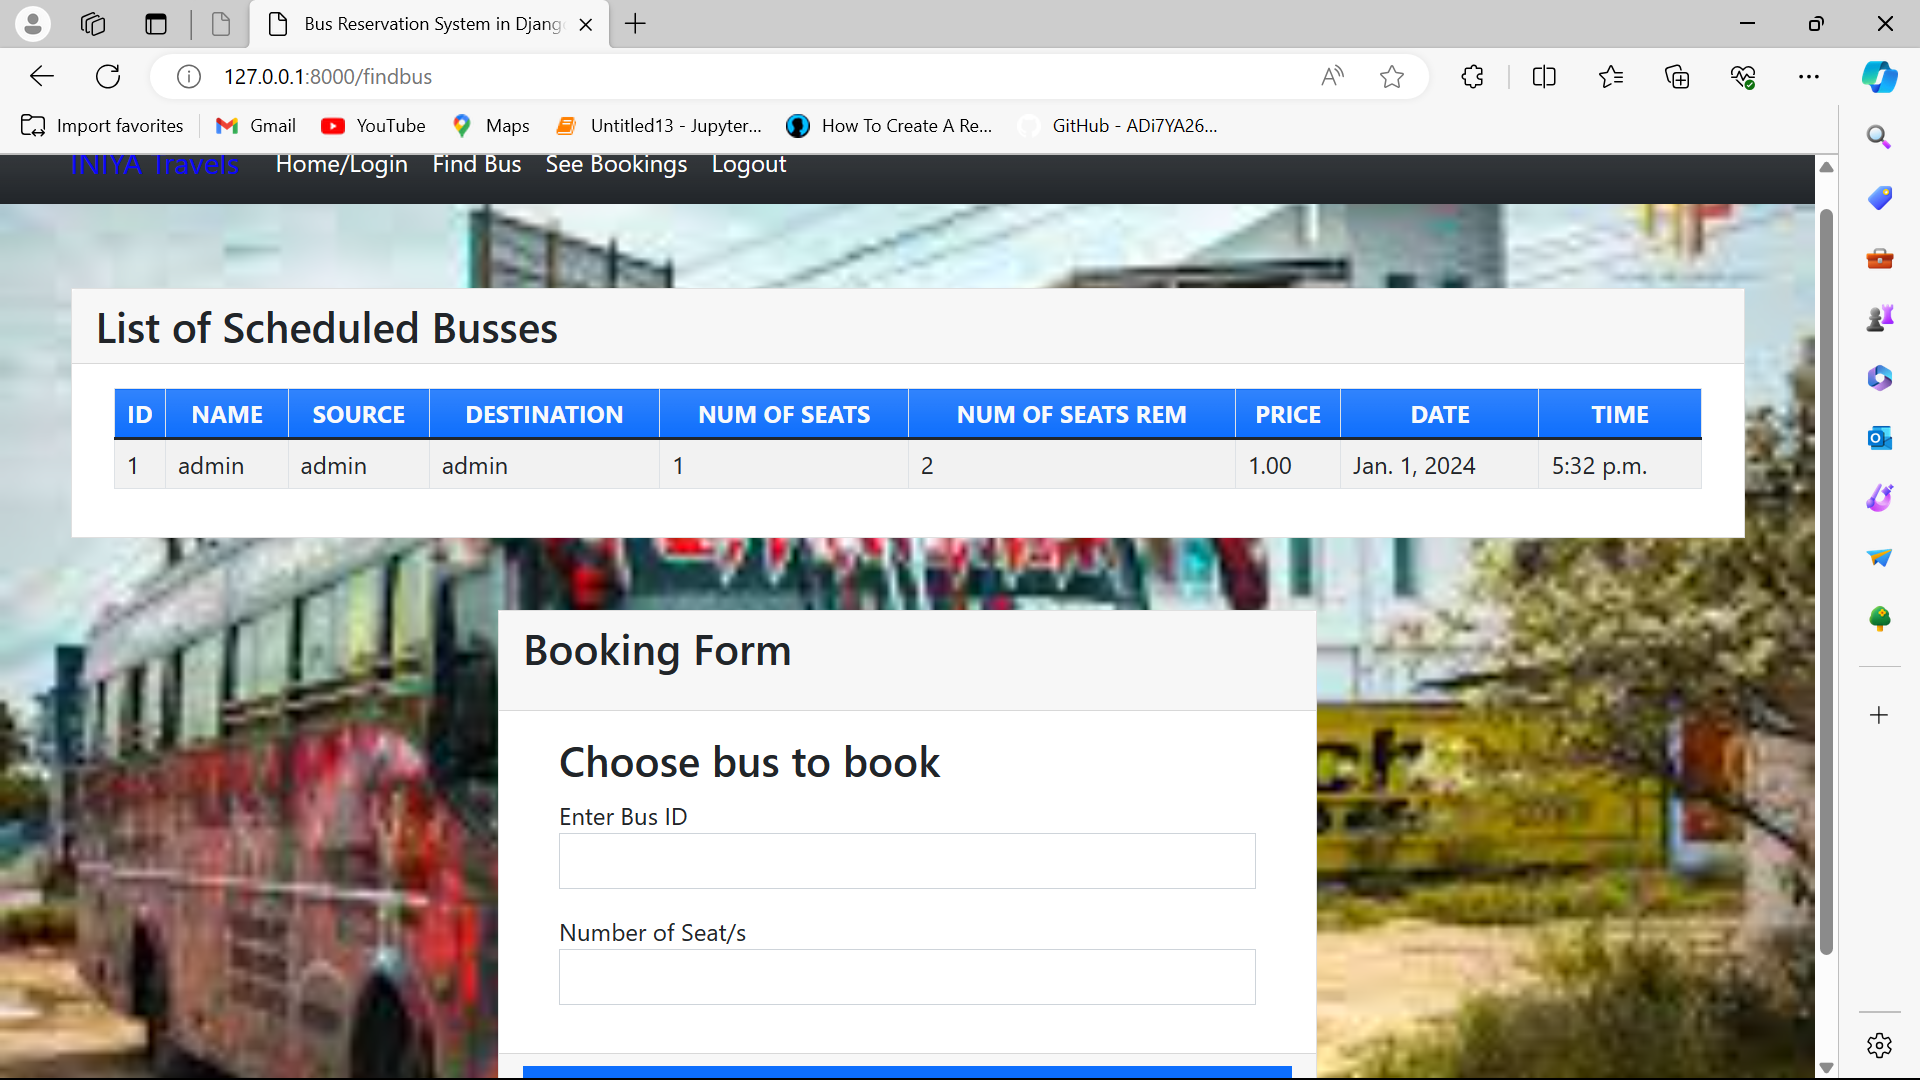 Bus Reservation System in Djang
127.0.0.1:8000/findbus
Import favorites Gmail YouTube Maps Untitled13 - Jupyter... How To Create A Re... GitHub - ADi7YA26...
INIYA Travels Home/Login Find Bus See Bookings Logout
List of Scheduled Busses
ID NAME SOURCE DESTINATION NUM OF SEATS NUM OF SEATS REM PRICE DATE TIME
1 admin admin admin 1 2 1.00 Jan. 1, 2024 5:32 p.m.
Booking Form
Choose bus to book
Enter Bus ID
Number of Seat/s